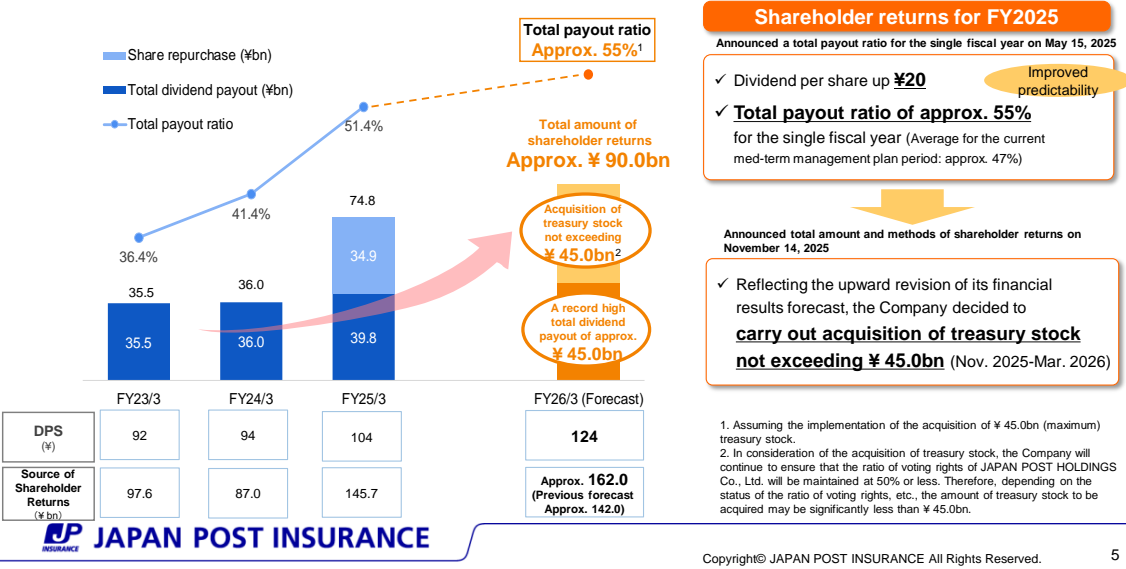 Share repurchase (¥bn)
Total dividend payout (¥bn)
Total payout ratio
Total payout ratio
Approx. 55%1
36.4%
41.4%
51.4%
Total amount of
shareholder returns
Approx. ¥ 90.0bn
35.5
36.0
74.8
34.9
35.5
36.0
39.8
Acquisition of
treasury stock
not exceeding
¥ 45.0bn2
A record high
total dividend
payout of approx.
¥ 45.0bn
FY23/3
FY24/3
FY25/3
FY26/3 (Forecast)
DPS
(¥)
92
94
104
124
Source of
Shareholder
Returns
(¥ bn)
97.6
87.0
145.7
Approx. 162.0
(Previous forecast
Approx. 142.0)
Shareholder returns for FY2025
Announced a total payout ratio for the single fiscal year on May 15, 2025
✓ Dividend per share up ¥20
Improved
predictability
✓ Total payout ratio of approx. 55%
for the single fiscal year (Average for the current
med-term management plan period: approx. 47%)
Announced total amount and methods of shareholder returns on
November 14, 2025
✓ Reflecting the upward revision of its financial
results forecast, the Company decided to
carry out acquisition of treasury stock
not exceeding ¥ 45.0bn (Nov. 2025-Mar. 2026)
1. Assuming the implementation of the acquisition of ¥ 45.0bn (maximum)
treasury stock.
2. In consideration of the acquisition of treasury stock, the Company will
continue to ensure that the ratio of voting rights of JAPAN POST HOLDINGS
Co., Ltd. will be maintained at 50% or less. Therefore, depending on the
status of the ratio of voting rights, etc., the amount of treasury stock to be
acquired may be significantly less than ¥ 45.0bn.
JP
INSURANCE
JAPAN POST INSURANCE
Copyright© JAPAN POST INSURANCE All Rights Reserved.
5